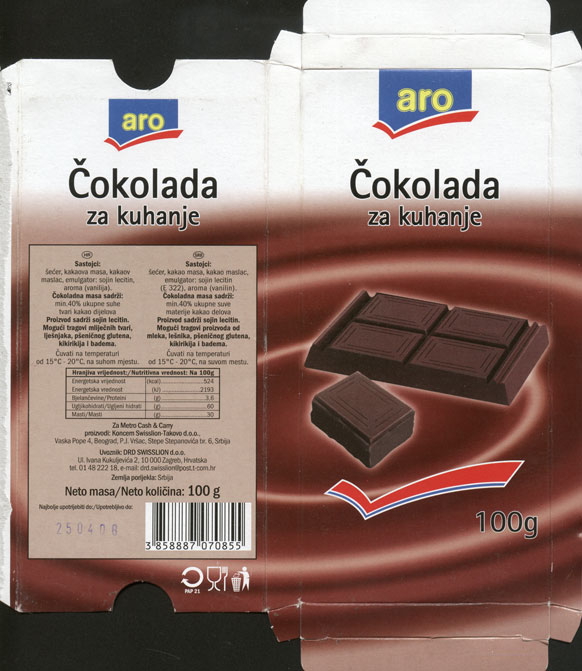 aro
Čokolada
za kuhanje
HR
Sastojci:
šećer, kakaova masa, kakaov
maslac, emulgator: sojin lecitin,
aroma (vanilija).
Čokoladna masa sadrži:
min.40% ukupne suhe
tvari kakao dijelova
Proizvod sadrži sojin lecitin.
Mogući tragovi mliječnih tvari,
lješnjaka, pšeničnog glutena,
kikirikija i badema.
Čuvati na temperaturi
od 15°C - 20°C, na suhom mjestu.
Sastojci:
šećer, kakao masa, kakao maslac,
emulgator: sojin lecitin
(E 322), aroma (vanilin).
Čokoladna masa sadrži:
min.40% ukupne suve
materije kakao delova
Proizvod sadrži sojin lecitin.
Mogući tragovi proizvoda od
mleka, lešnika, pšeničnog glutena,
kikirikija i badema.
Čuvati na temperaturi
od 15°C - 20°C, na suvom mestu.
Hranjiva vrijednost:/Nutritivna vrednost: Na 100g
Energetska vrijednost (kcal) 524
Energetska vrednost (kJ) 2193
Bjelančevine/Proteini (g) 3,6
Ugljikohidrati/Ugljeni hidrati (g) 60
Masti/Masti (g) 30
Za Metro Cash & Carry
proizvodi: Koncern Swisslion-Takovo d.o.o.,
Vaska Pope 4, Beograd, P.J. Vršac, Stepe Stepanovića br. 6, Srbija
Uvoznik: DRD SWISSLION d.o.o.
Ul. Ivana Kukuljevića 2, 10 000 Zagreb, Hrvatska
tel. 01 48 222 18, e-mail: drd.swisslion@post.t-com.hr
Zemlja porijekla: Srbija
Neto masa/Neto količina: 100 g
Najbolje upotrijebiti do:/Upotrebljivo do:
250408
3 858887 070855
PAP 21
aro
Čokolada
za kuhanje
100g